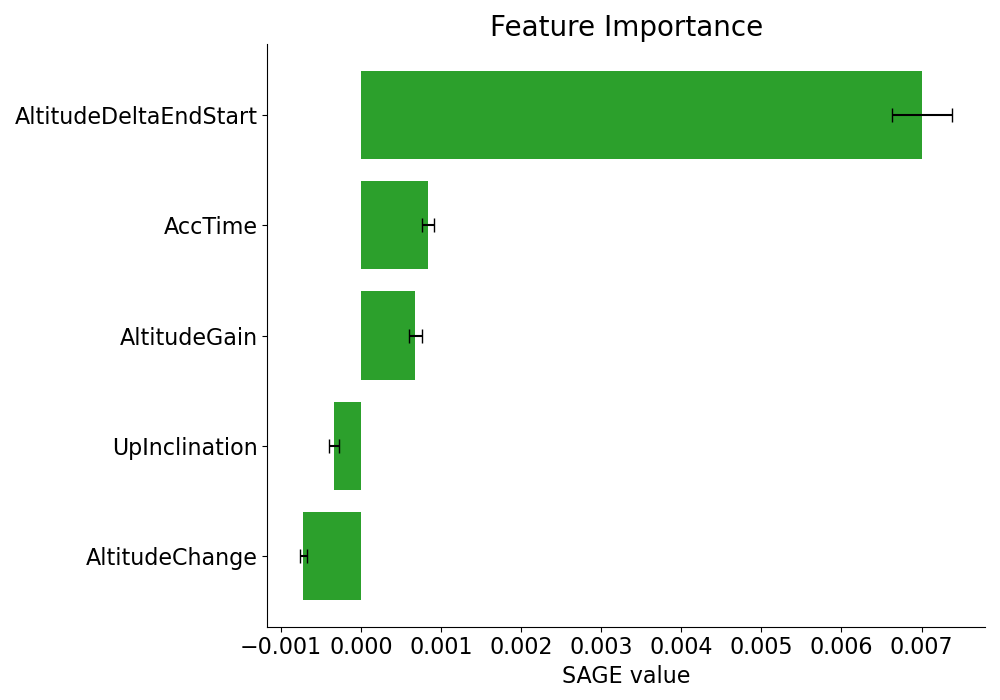 Feature Importance
AltitudeDeltaEndStart
AccTime
AltitudeGain
UpInclination
AltitudeChange
−0.001 0.000 0.001 0.002 0.003 0.004 0.005 0.006 0.007
SAGE value